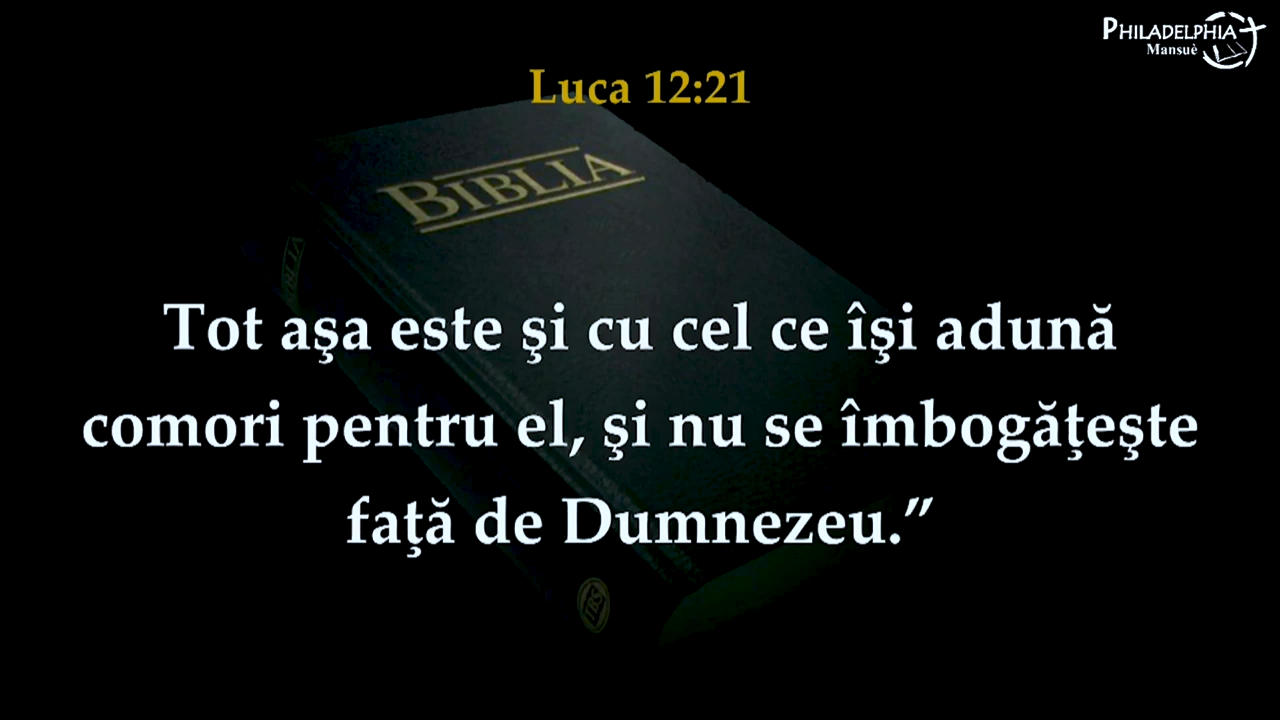 PHILADELPHIA
Mansuè
Luca 12:21
BIBLIA
Tot aşa este şi cu cel ce îşi adună
comori pentru el, şi nu se îmbogăţeşte
faţă de Dumnezeu.”